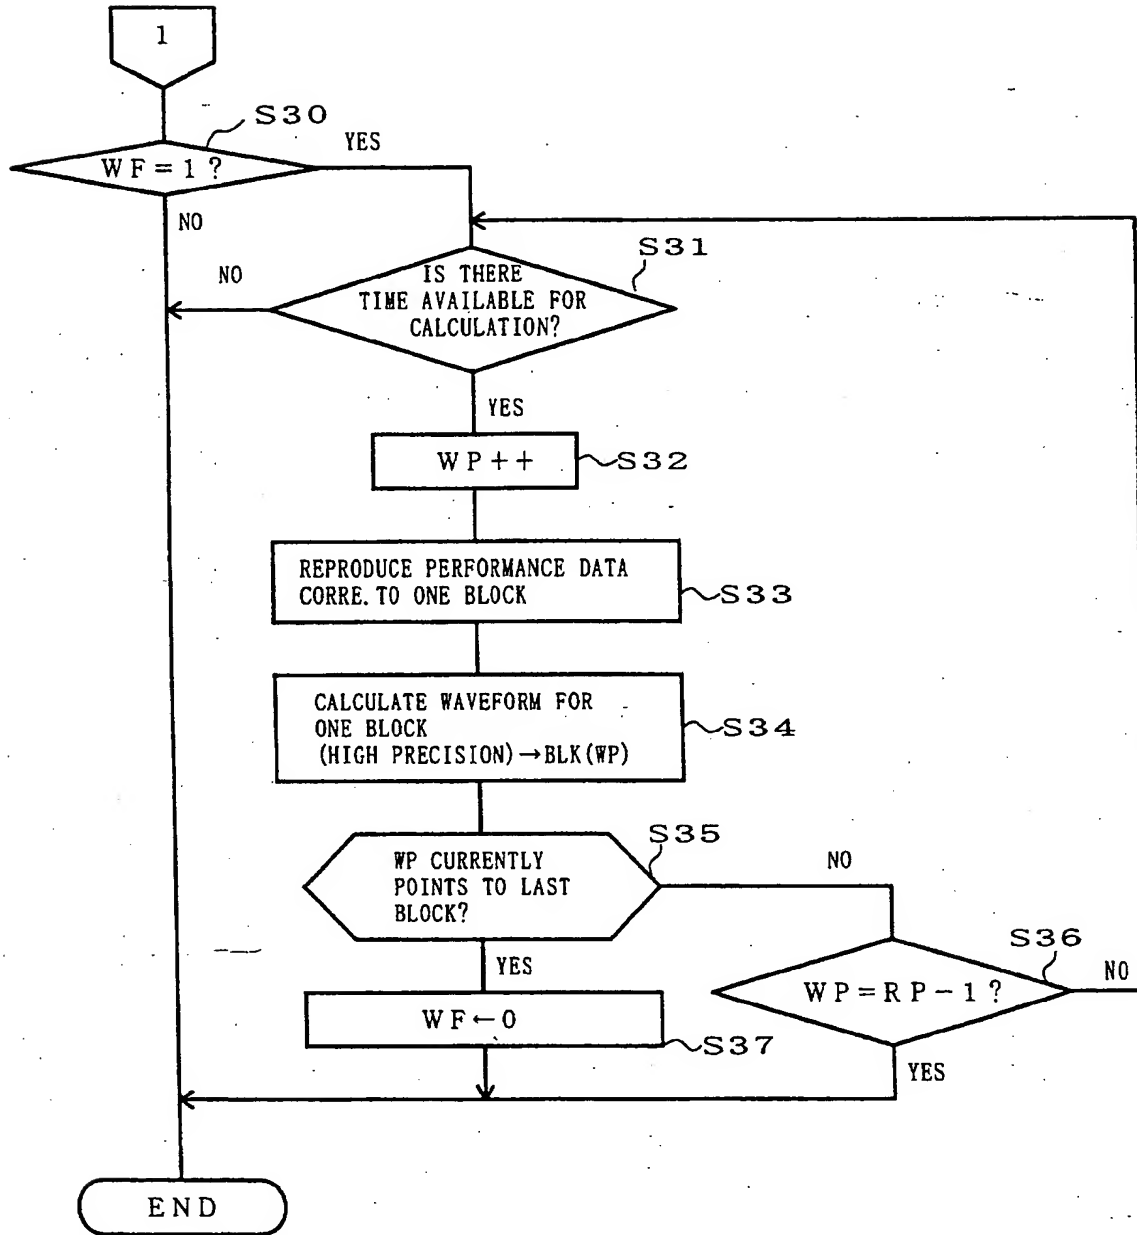 1
S30
YES
WF=1?
NO
S31
NO
IS THERE
TIME AVAILABLE FOR
CALCULATION?
YES
WP++
S32
REPRODUCE PERFORMANCE DATA
CORRE. TO ONE BLOCK
S33
CALCULATE WAVEFORM FOR
ONE BLOCK
(HIGH PRECISION)→BLK(WP)
S34
S35
WP CURRENTLY
POINTS TO LAST
BLOCK?
NO
S36
YES
WP=RP-1?
NO
WF←0
S37
YES
END